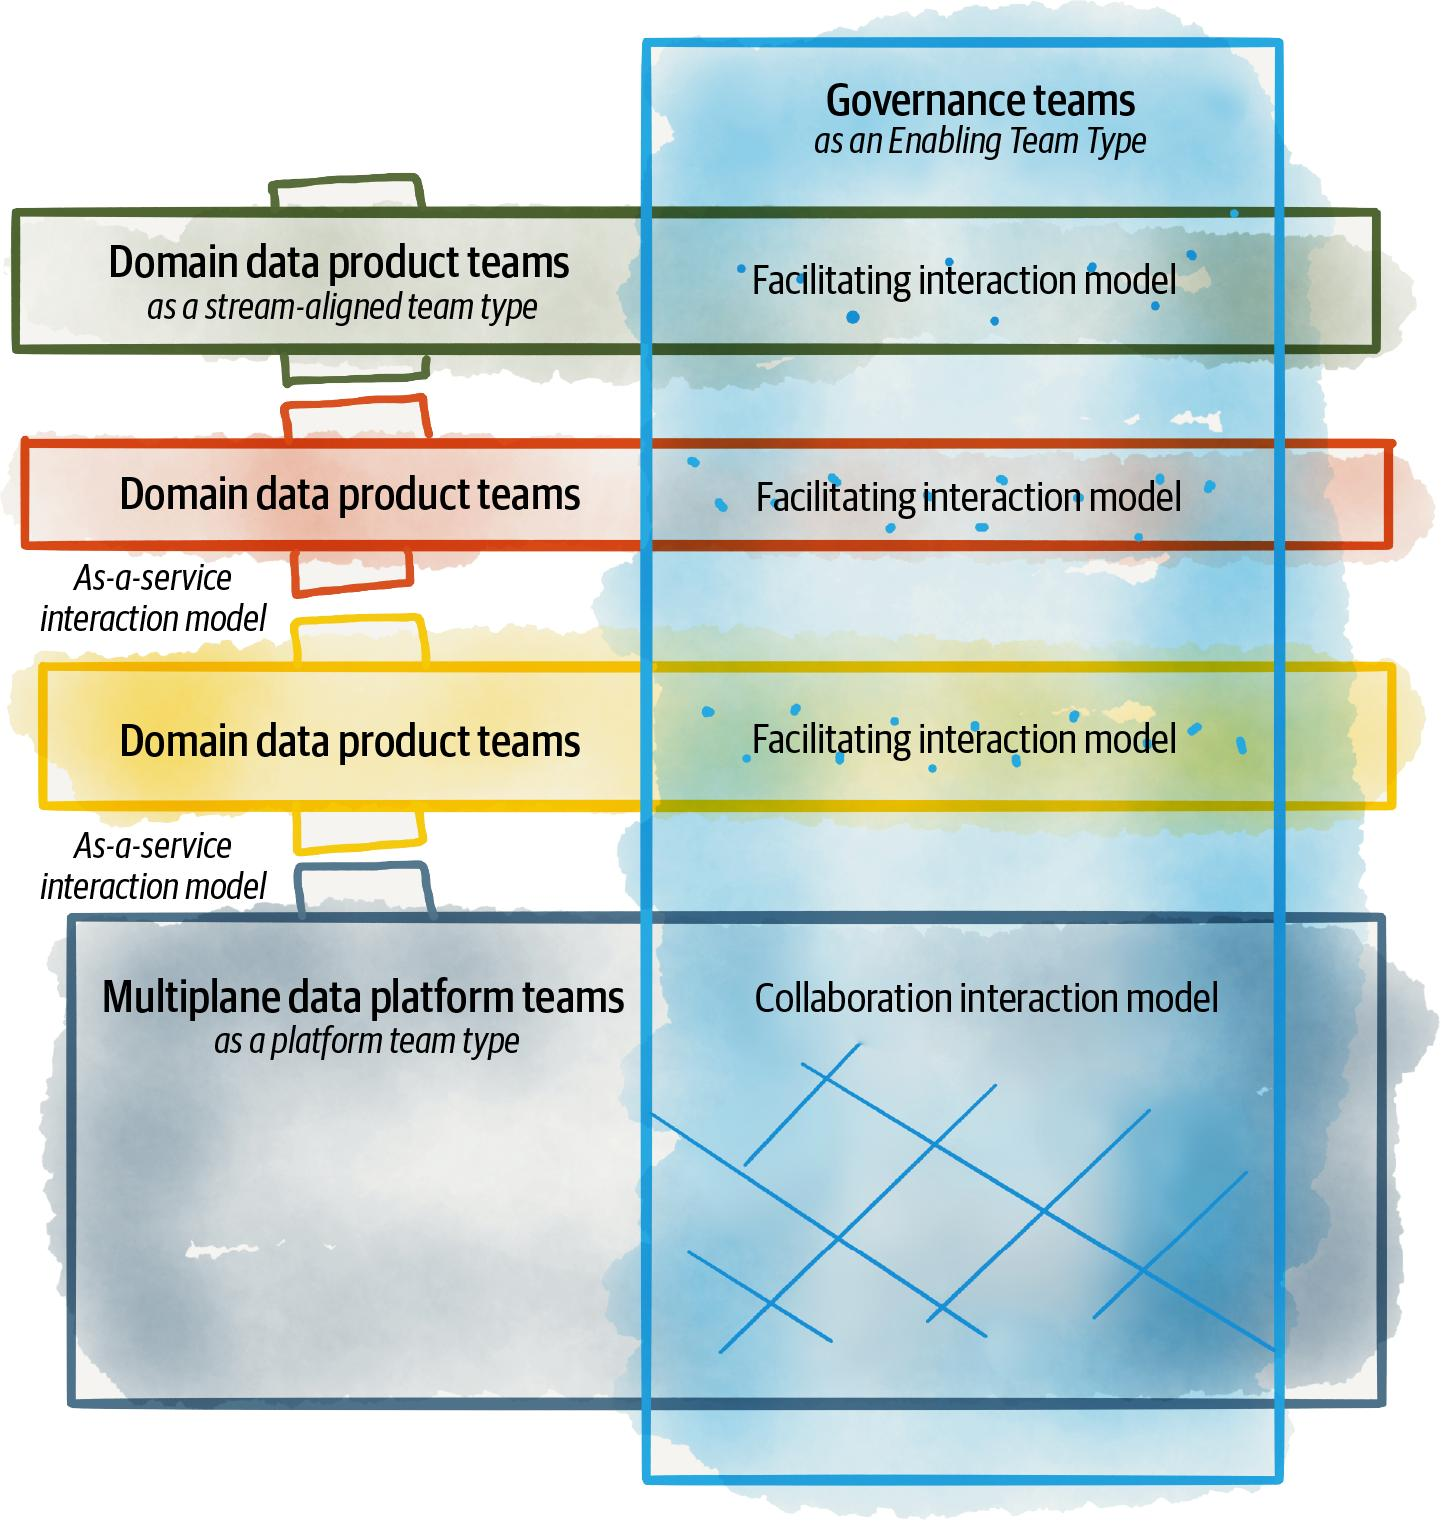 Governance teams
as an Enabling Team Type
Domain data product teams
as a stream-aligned team type
Facilitating interaction model
Domain data product teams
Facilitating interaction model
As-a-service
interaction model
Domain data product teams
Facilitating interaction model
As-a-service
interaction model
Multiplane data platform teams
as a platform team type
Collaboration interaction model